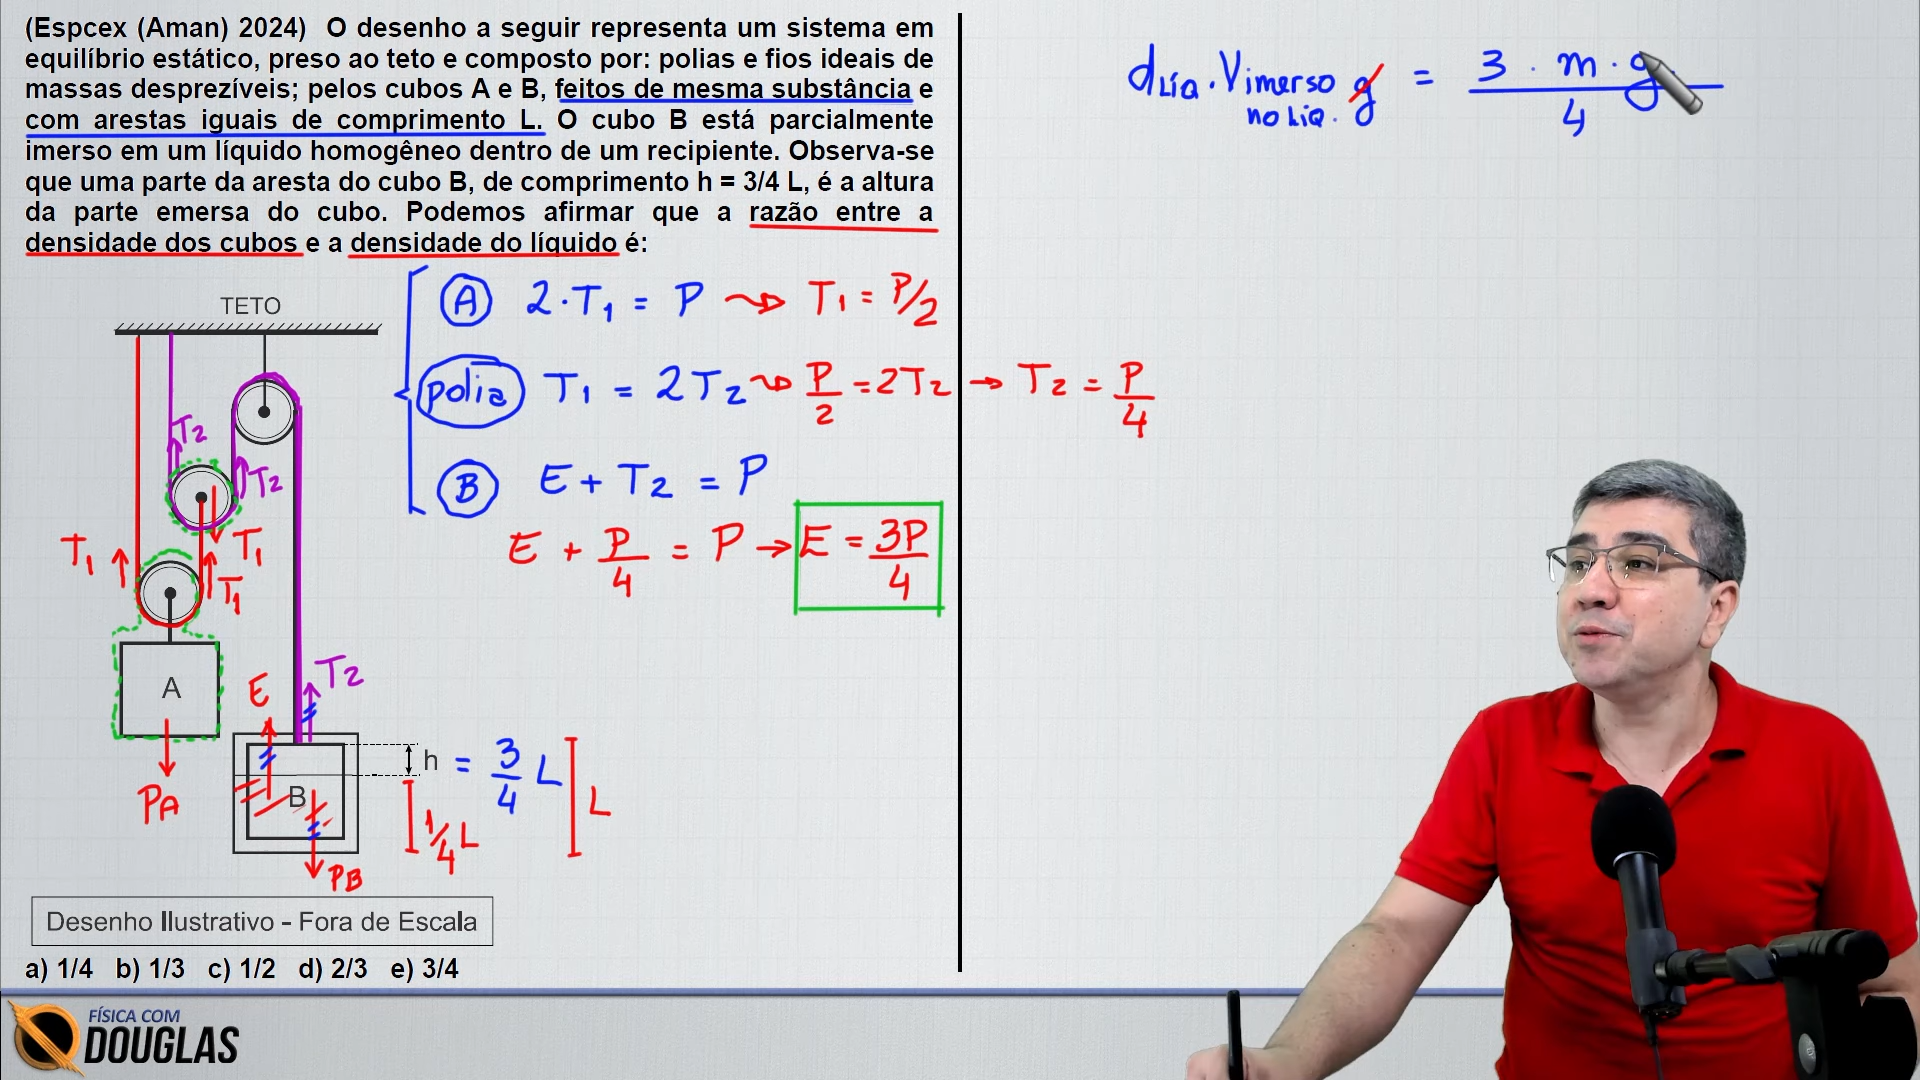 (Espcex (Aman) 2024) O desenho a seguir representa um sistema em
equilíbrio estático, preso ao teto e composto por: polias e fios ideais de
massas desprezíveis; pelos cubos A e B, feitos de mesma substância e
com arestas iguais de comprimento L. O cubo B está parcialmente
imerso em um líquido homogêneo dentro de um recipiente. Observa-se
que uma parte da aresta do cubo B, de comprimento h = 3/4 L, é a altura
da parte emersa do cubo. Podemos afirmar que a razão entre a
densidade dos cubos e a densidade do líquido é:
TETO
T2
T2
T1
T1
T1
A
PA
E
T2
B
PB
h = 3/4 L
1/4 L
L
Desenho Ilustrativo - Fora de Escala
a) 1/4 b) 1/3 c) 1/2 d) 2/3 e) 3/4
A 2·T1 = P → T1 = P/2
polia T1 = 2T2 → P/2 = 2T2 → T2 = P/4
B E + T2 = P
E + P/4 = P → E = 3P/4
dLíq. Vimerso g = 3 · m · g / 4
no Liq.
FÍSICA COM
DOUGLAS